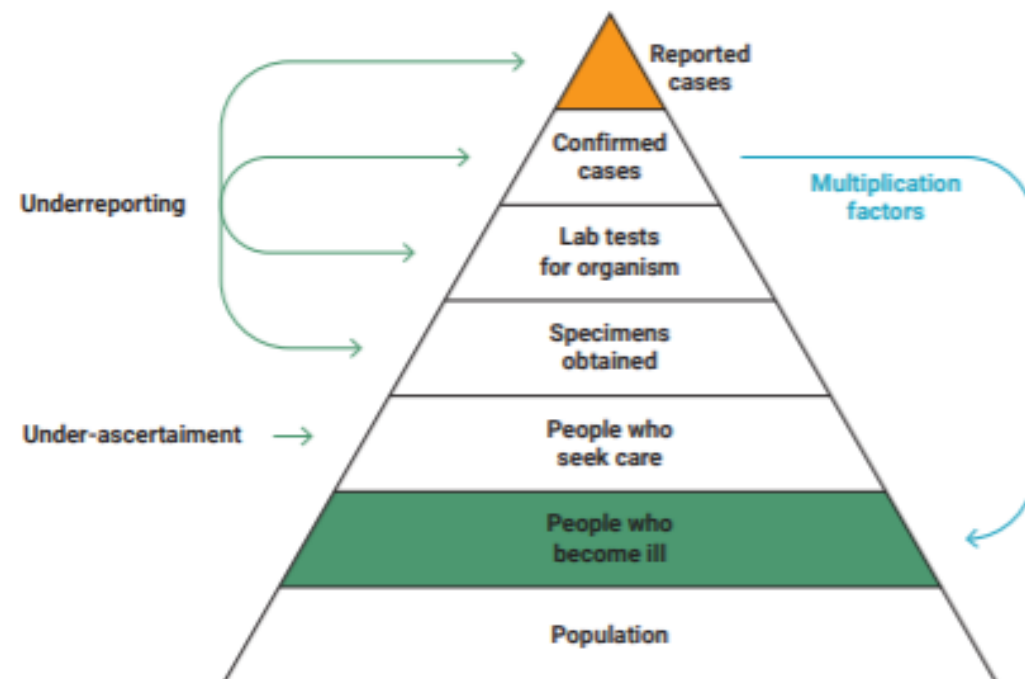 Reported
cases
Confirmed
cases
Multiplication
factors
Underreporting
Lab tests
for organism
Specimens
obtained
Under-ascertaiment
People who
seek care
People who
become ill
Population